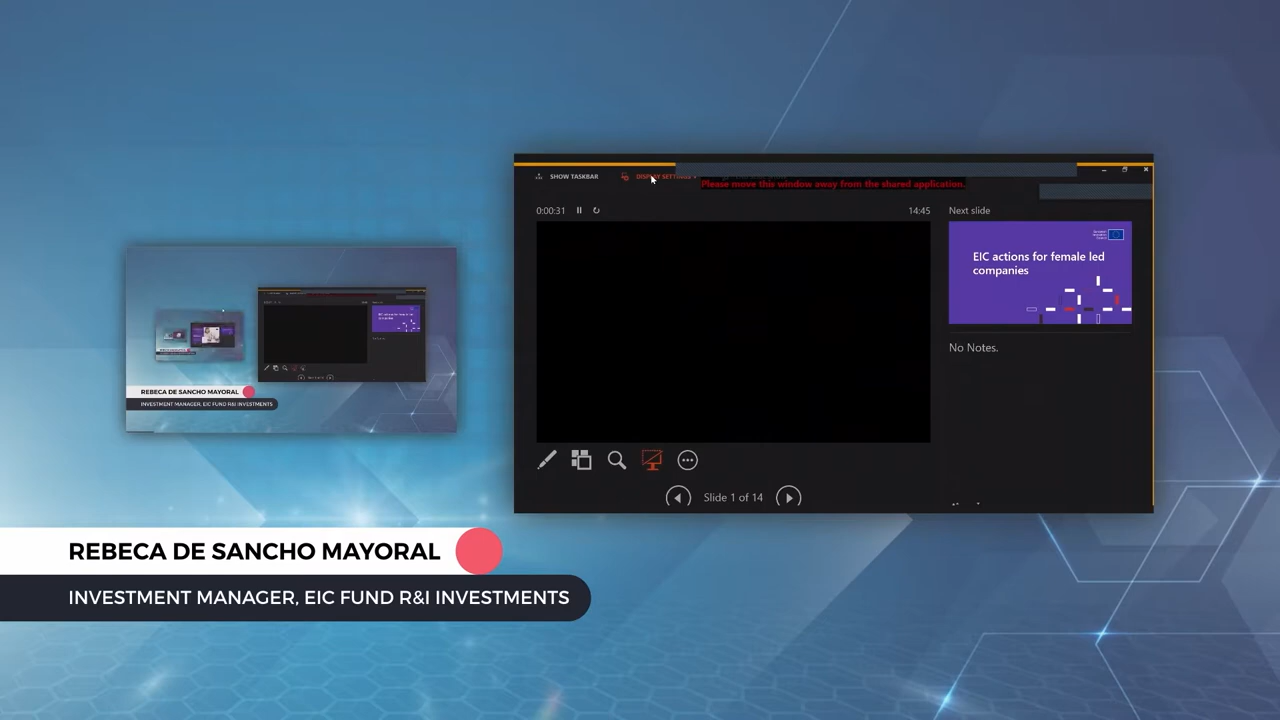 SHOW TASKBAR
DISPLAY SETTINGS
Please move this window away from the shared application.
0:00:31
14:45
Next slide
EIC actions for female led
companies
No Notes.
Slide 1 of 14
REBECA DE SANCHO MAYORAL
INVESTMENT MANAGER, EIC FUND R&I INVESTMENTS
REBECA DE SANCHO MAYORAL
INVESTMENT MANAGER, EIC FUND R&I INVESTMENTS